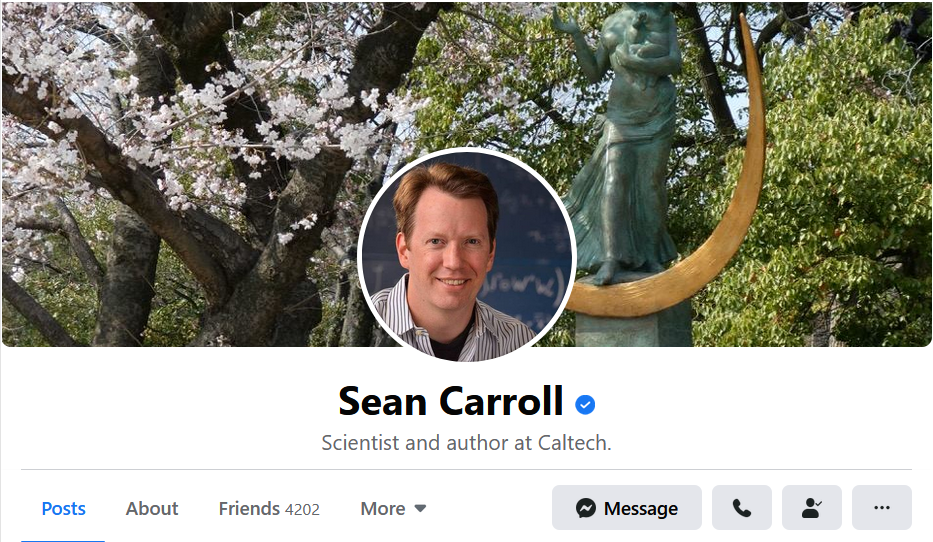 Sean Carroll
Scientist and author at Caltech.
Posts About Friends 4202 More Message